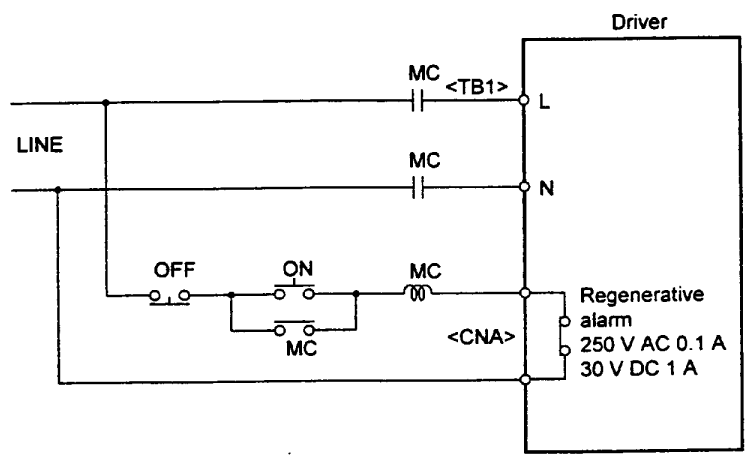 Driver
MC
<TB1>
L
LINE
MC
N
OFF
ON
MC
MC
<CNA>
Regenerative
alarm
250 V AC 0.1 A
30 V DC 1 A